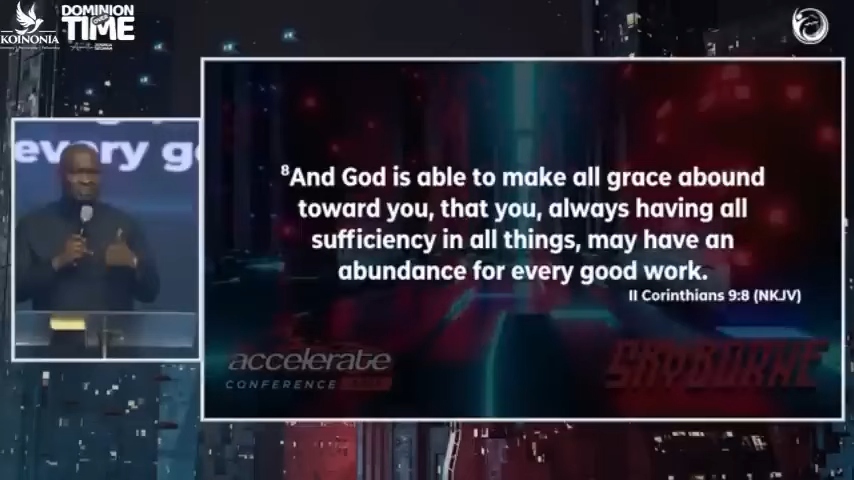 KOINONIA
DOMINION
OVER
TIME
every g
⁸And God is able to make all grace abound
toward you, that you, always having all
sufficiency in all things, may have an
abundance for every good work.
II Corinthians 9:8 (NKJV)
accelerate
CONFERENCE